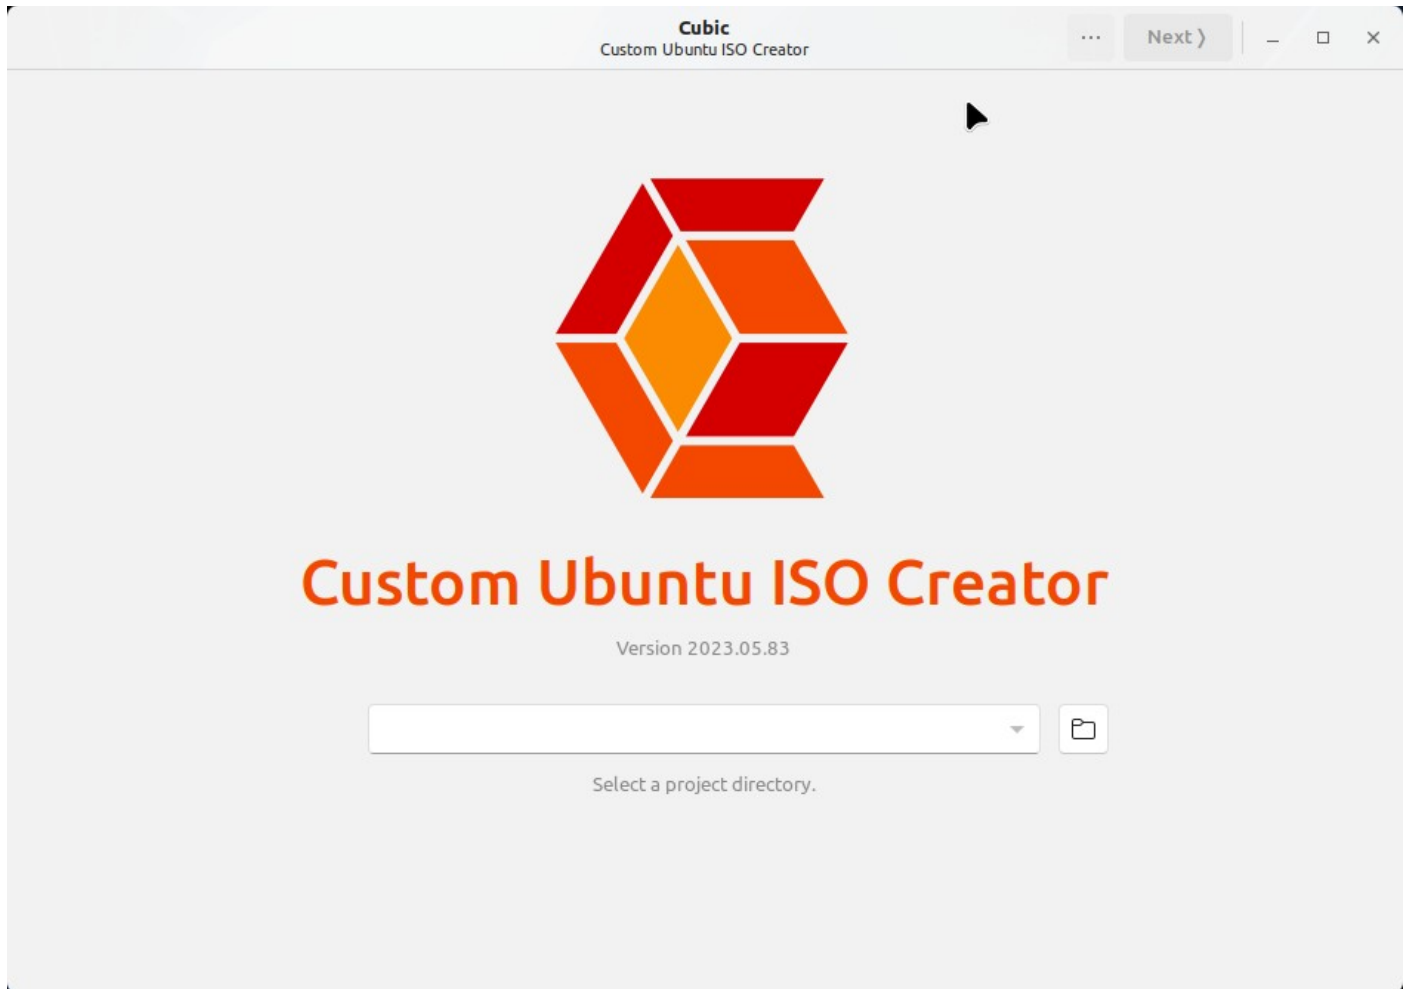 Cubic
Custom Ubuntu ISO Creator
... Next ⟩
Custom Ubuntu ISO Creator
Version 2023.05.83
Select a project directory.